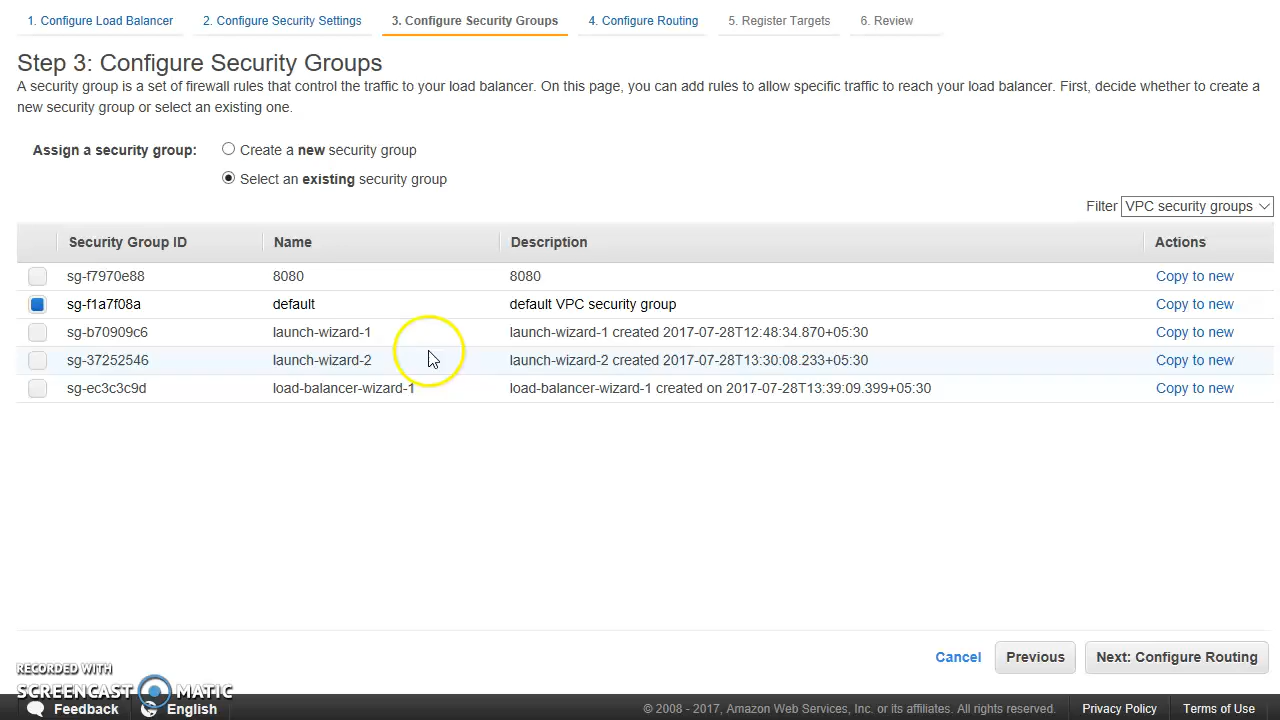 1. Configure Load Balancer 2. Configure Security Settings 3. Configure Security Groups 4. Configure Routing 5. Register Targets 6. Review
Step 3: Configure Security Groups
A security group is a set of firewall rules that control the traffic to your load balancer. On this page, you can add rules to allow specific traffic to reach your load balancer. First, decide whether to create a
new security group or select an existing one.
Assign a security group: Create a new security group
Select an existing security group
Filter VPC security groups
Security Group ID Name Description Actions
sg-f7970e88 8080 8080 Copy to new
sg-f1a7f08a default default VPC security group Copy to new
sg-b70909c6 launch-wizard-1 launch-wizard-1 created 2017-07-28T12:48:34.870+05:30 Copy to new
sg-37252546 launch-wizard-2 launch-wizard-2 created 2017-07-28T13:30:08.233+05:30 Copy to new
sg-ec3c3c9d load-balancer-wizard-1 load-balancer-wizard-1 created on 2017-07-28T13:39:09.399+05:30 Copy to new
Cancel Previous Next: Configure Routing
RECORDED WITH
SCREENCAST MATIC
Feedback English © 2008 - 2017, Amazon Web Services, Inc. or its affiliates. All rights reserved. Privacy Policy Terms of Use